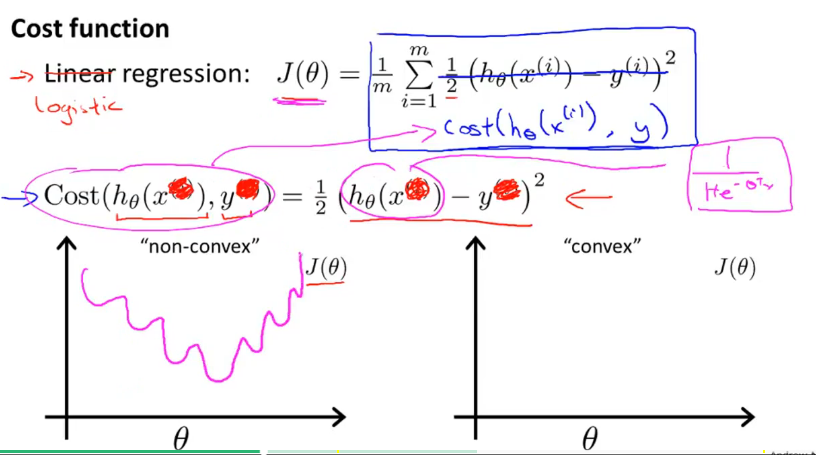 Cost function
→ Linear regression: J(θ) = 1/m ∑_{i=1}^{m} 1/2 (h_θ(x^{(i)}) − y^{(i)})^2
Logistic
→ cost(h_θ(x^{(i)}), y)
→ Cost(h_θ(x), y) = 1/2 (h_θ(x) − y)^2 ←
1/(1+e^{-θᵀx})
"non-convex" "convex"
J(θ) J(θ)
θ θ